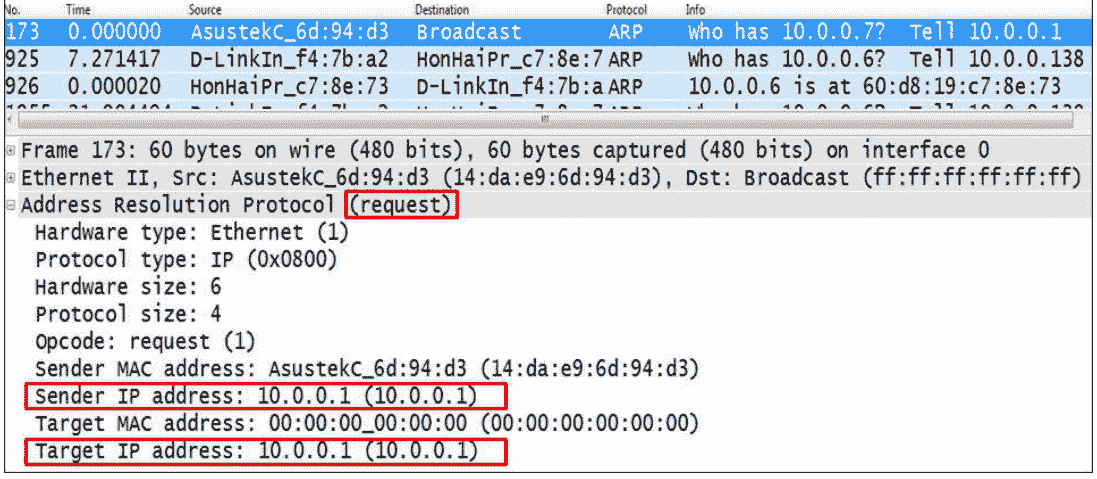 No. Time Source Destination Protocol Info
173 0.000000 AsustekC_6d:94:d3 Broadcast ARP who has 10.0.0.7? Tell 10.0.0.1
925 7.271417 D-LinkIn_f4:7b:a2 HonHaiPr_c7:8e:7 ARP who has 10.0.0.6? Tell 10.0.0.138
926 0.000020 HonHaiPr_c7:8e:73 D-LinkIn_f4:7b:a ARP 10.0.0.6 is at 60:d8:19:c7:8e:73
Frame 173: 60 bytes on wire (480 bits), 60 bytes captured (480 bits) on interface 0
Ethernet II, Src: AsustekC_6d:94:d3 (14:da:e9:6d:94:d3), Dst: Broadcast (ff:ff:ff:ff:ff:ff)
Address Resolution Protocol (request)
Hardware type: Ethernet (1)
Protocol type: IP (0x0800)
Hardware size: 6
Protocol size: 4
Opcode: request (1)
Sender MAC address: AsustekC_6d:94:d3 (14:da:e9:6d:94:d3)
Sender IP address: 10.0.0.1 (10.0.0.1)
Target MAC address: 00:00:00_00:00:00 (00:00:00:00:00:00)
Target IP address: 10.0.0.1 (10.0.0.1)